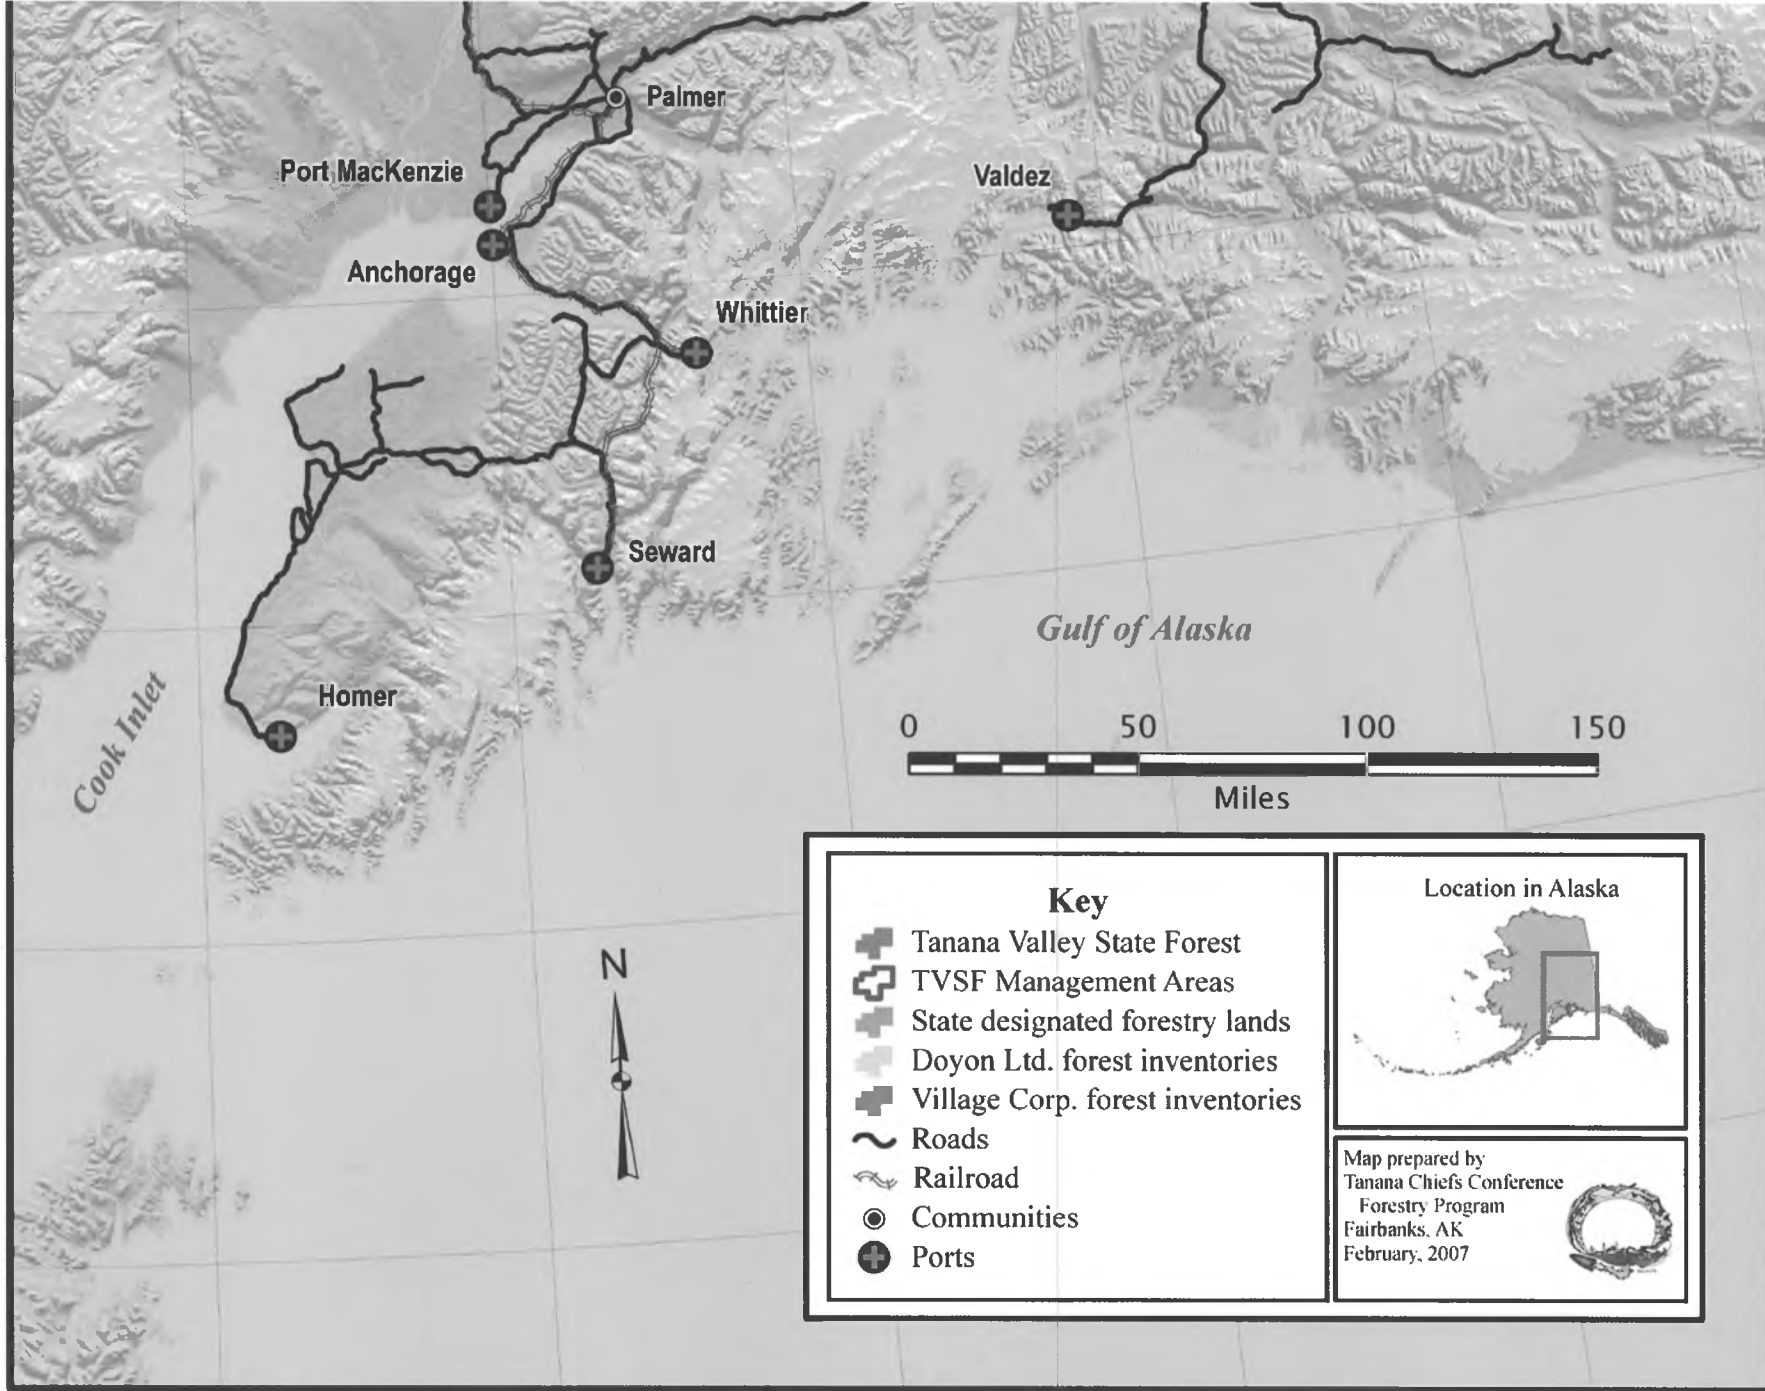 Palmer
Port MacKenzie
Valdez
Anchorage
Whittier
Seward
Gulf of Alaska
Homer
Cook Inlet
0 50 100 150
Miles
N
Key
Tanana Valley State Forest
TVSF Management Areas
State designated forestry lands
Doyon Ltd. forest inventories
Village Corp. forest inventories
Roads
Railroad
Communities
Ports
Location in Alaska
Map prepared by
Tanana Chiefs Conference
Forestry Program
Fairbanks, AK
February, 2007